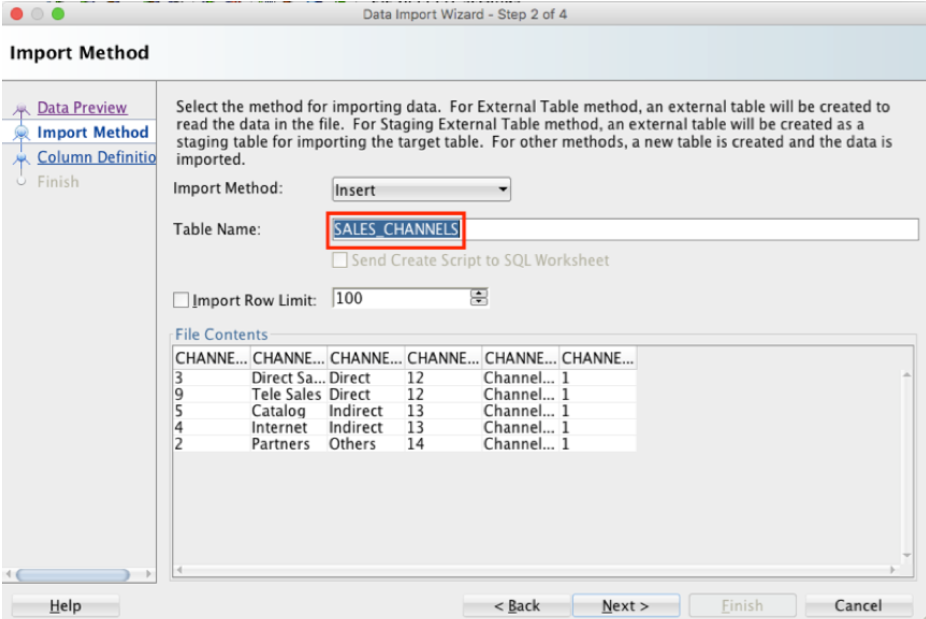 Data Import Wizard - Step 2 of 4
Import Method
Data Preview
Import Method
Column Definitio
Finish
Select the method for importing data. For External Table method, an external table will be created to
read the data in the file. For Staging External Table method, an external table will be created as a
staging table for importing the target table. For other methods, a new table is created and the data is
imported.
Import Method: Insert
Table Name: SALES_CHANNELS
Send Create Script to SQL Worksheet
Import Row Limit: 100
File Contents
CHANNE... CHANNE... CHANNE... CHANNE... CHANNE... CHANNE...
3 Direct Sa... Direct 12 Channel... 1
9 Tele Sales Direct 12 Channel... 1
5 Catalog Indirect 13 Channel... 1
4 Internet Indirect 13 Channel... 1
2 Partners Others 14 Channel... 1
Help < Back Next > Finish Cancel